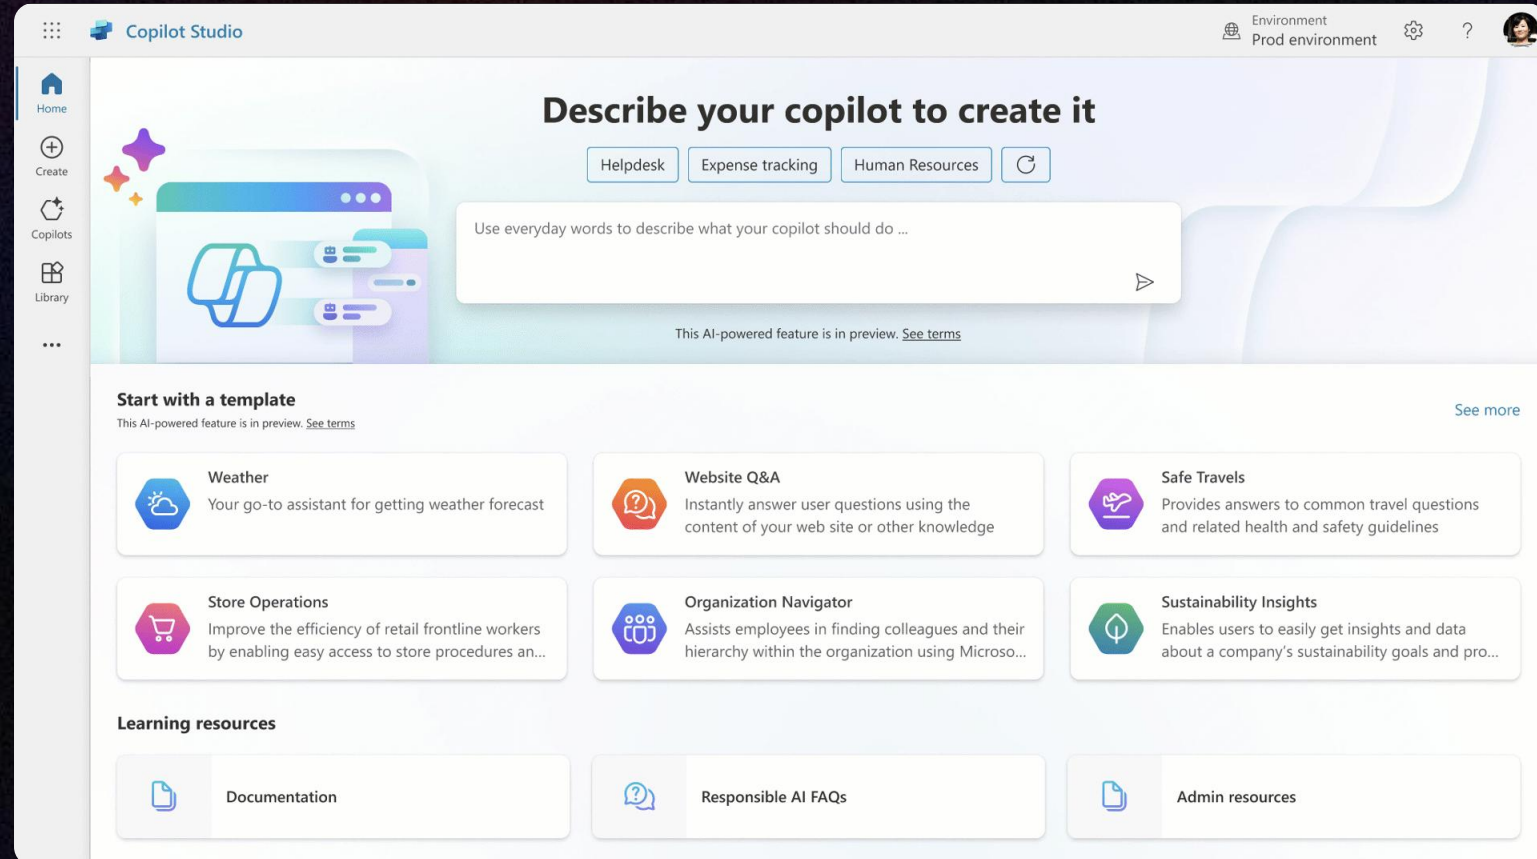 Copilot Studio
Environment
Prod environment
Home
Create
Copilots
Library
Describe your copilot to create it
Helpdesk
Expense tracking
Human Resources
Use everyday words to describe what your copilot should do ...
This AI-powered feature is in preview. See terms
Start with a template
This AI-powered feature is in preview. See terms
See more
Weather
Your go-to assistant for getting weather forecast
Website Q&A
Instantly answer user questions using the
content of your web site or other knowledge
Safe Travels
Provides answers to common travel questions
and related health and safety guidelines
Store Operations
Improve the efficiency of retail frontline workers
by enabling easy access to store procedures an...
Organization Navigator
Assists employees in finding colleagues and their
hierarchy within the organization using Microso...
Sustainability Insights
Enables users to easily get insights and data
about a company's sustainability goals and pro...
Learning resources
Documentation
Responsible AI FAQs
Admin resources